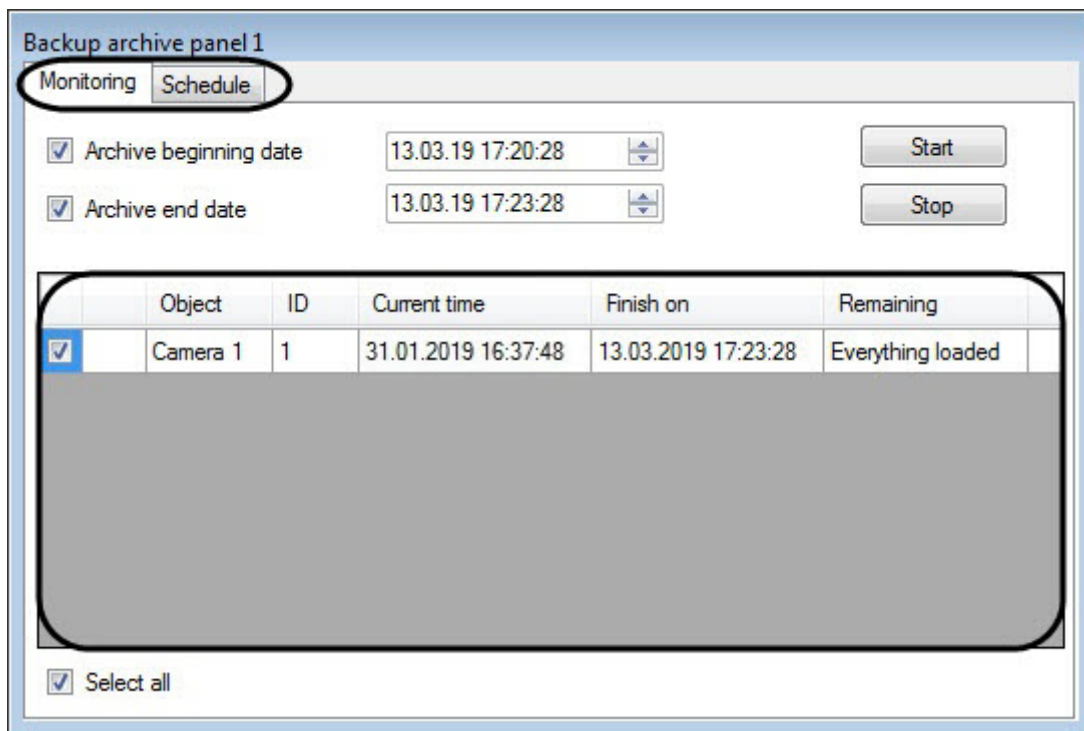 Backup archive panel 1
Monitoring Schedule
Archive beginning date 13.03.19 17:20:28 Start
Archive end date 13.03.19 17:23:28 Stop
Object ID Current time Finish on Remaining
Camera 1 1 31.01.2019 16:37:48 13.03.2019 17:23:28 Everything loaded
Select all